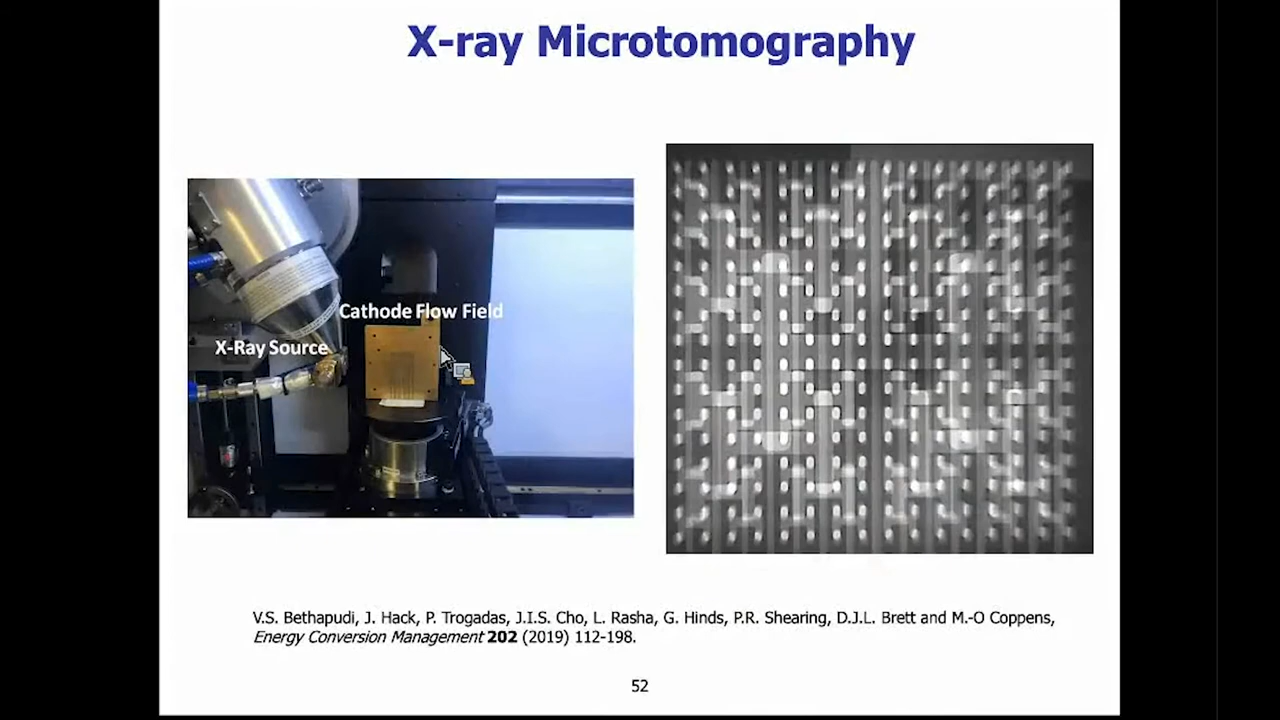 X-ray Microtomography
Cathode Flow Field
X-Ray Source
V.S. Bethapudi, J. Hack, P. Trogadas, J.I.S. Cho, L. Rasha, G. Hinds, P.R. Shearing, D.J.L. Brett and M.-O Coppens,
Energy Conversion Management 202 (2019) 112-198.
52